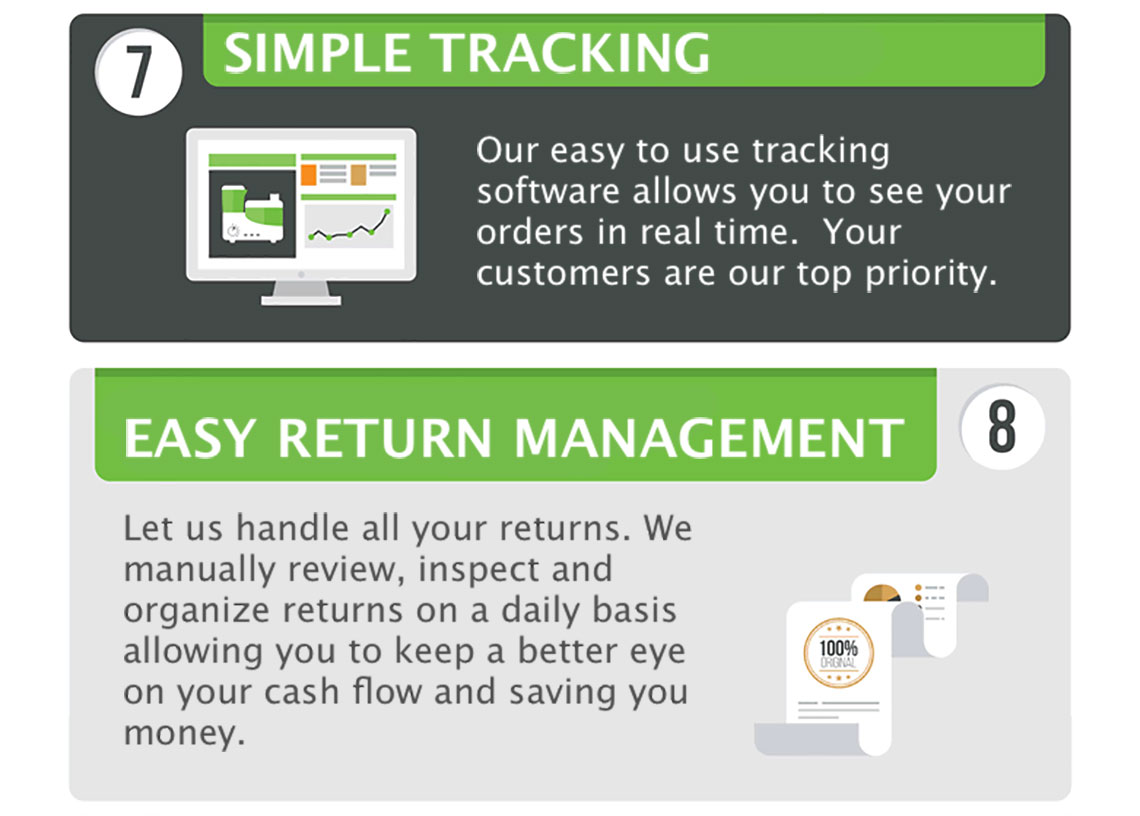 7
SIMPLE TRACKING
Our easy to use tracking
software allows you to see your
orders in real time.  Your
customers are our top priority.
EASY RETURN MANAGEMENT
8
Let us handle all your returns. We
manually review, inspect and
organize returns on a daily basis
allowing you to keep a better eye
on your cash flow and saving you
money.
100%
ORIGINAL